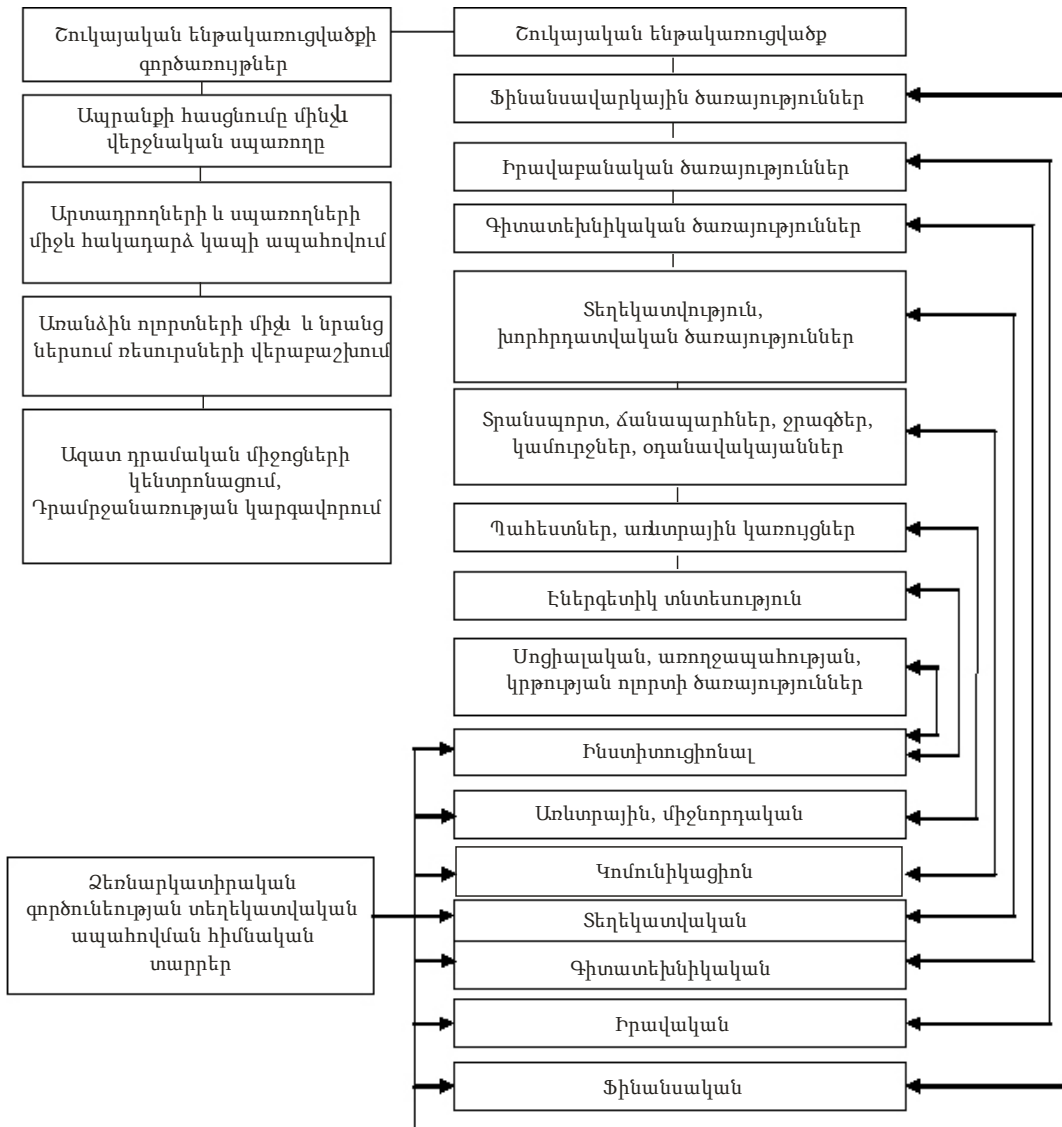 Շուկայական ենթակառուցվածքի
գործառույթներ
Ապրանքի հասցնումը մինչև
վերջնական սպառողը
Արտադրողների և սպառողների
միջև հակադարձ կապի ապահովում
Առանձին ոլորտների միջև և նրանց
ներսում ռեսուրսների վերաբաշխում
Ազատ դրամական միջոցների
կենտրոնացում,
Դրամրջանառության կարգավորում
Շուկայական ենթակառուցվածք
Ֆինանսավարկային ծառայություններ
Իրավաբանական ծառայություններ
Գիտատեխնիկական ծառայություններ
Տեղեկատվություն,
խորհրդատվական ծառայություններ
Տրանսպորտ, ճանապարհներ, ջրագծեր,
կամուրջներ, օդանավակայաններ
Պահեստներ, առևտրային կառույցներ
Էներգետիկ տնտեսություն
Սոցիալական, առողջապահության,
կրթության ոլորտի ծառայություններ
Ինստիտուցիոնալ
Առևտրային, միջնորդական
Կոմունիկացիոն
Տեղեկատվական
Գիտատեխնիկական
Իրավական
Ֆինանսական
Ձեռնարկատիրական
գործունեության տեղեկատվական
ապահովման հիմնական
տարրեր